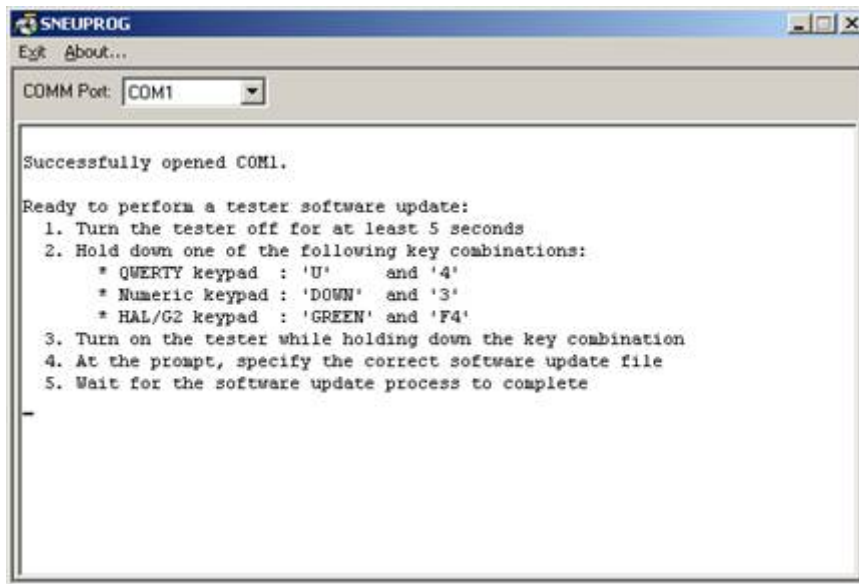 SNEUPROG
Exit About...
COMM Port: COM1
Successfully opened COM1.
Ready to perform a tester software update:
1. Turn the tester off for at least 5 seconds
2. Hold down one of the following key combinations:
* QWERTY keypad : 'U' and '4'
* Numeric keypad : 'DOWN' and '3'
* HAL/G2 keypad : 'GREEN' and 'F4'
3. Turn on the tester while holding down the key combination
4. At the prompt, specify the correct software update file
5. Wait for the software update process to complete